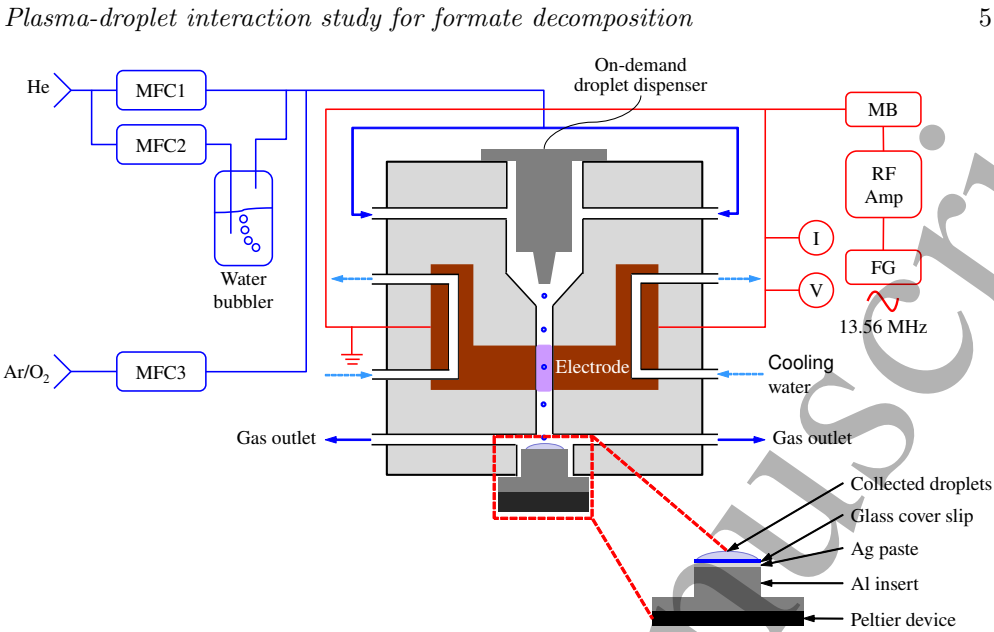 Plasma-droplet interaction study for formate decomposition 5
On-demand
droplet dispenser
He
MFC1
MFC2
MB
RF
Amp
I
Water
bubbler
FG
V
13.56 MHz
Ar/O2
MFC3
Electrode
Cooling
water
Gas outlet
Gas outlet
Collected droplets
Glass cover slip
Ag paste
Al insert
Peltier device